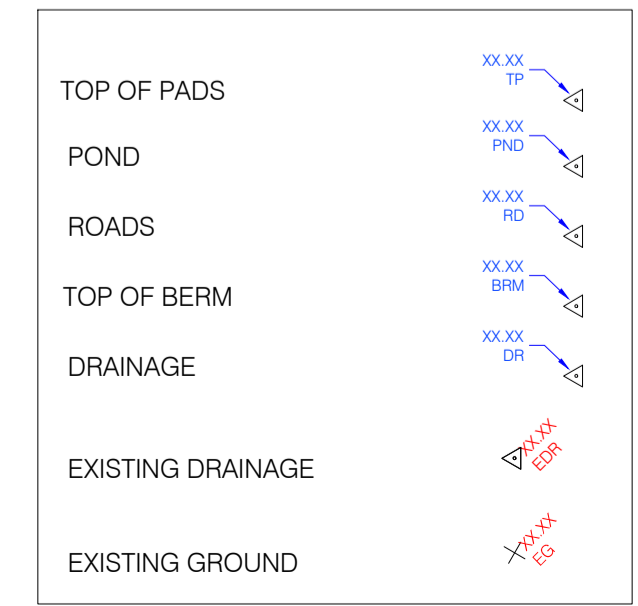 TOP OF PADS
XX.XX
TP
POND
XX.XX
PND
ROADS
XX.XX
RD
TOP OF BERM
XX.XX
BRM
DRAINAGE
XX.XX
DR
EXISTING DRAINAGE
XX.XX
EDR
EXISTING GROUND
XX.XX
EG